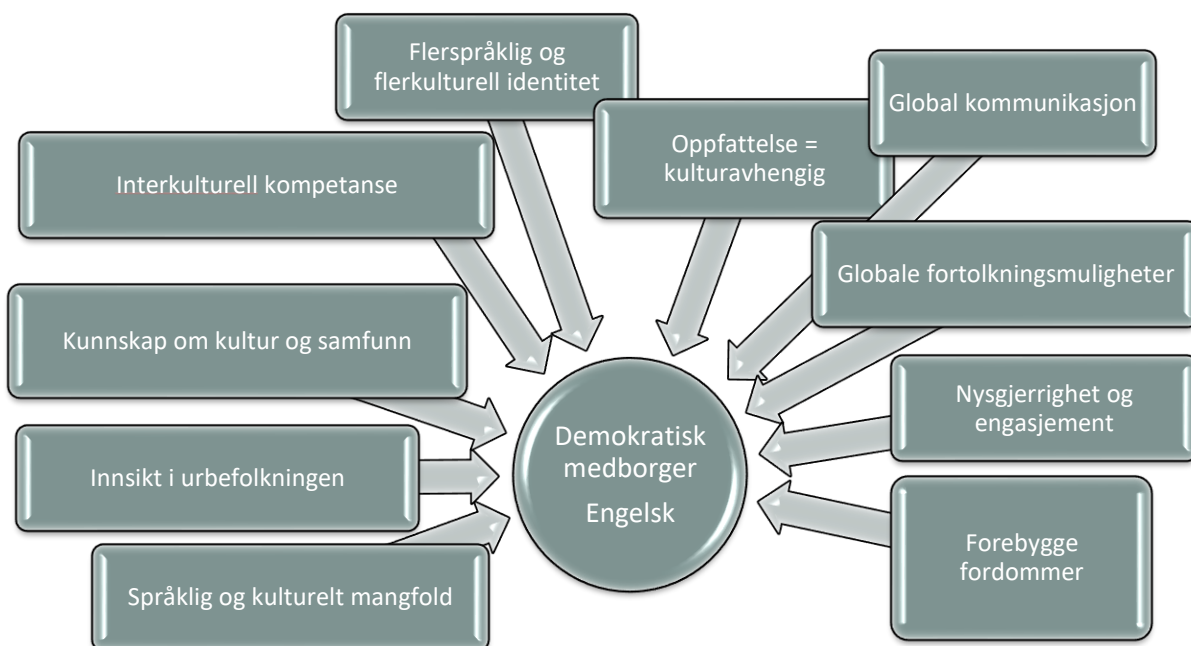 Flerspråklig og
flerkulturell identitet
Global kommunikasjon
Oppfattelse =
kulturavhengig
Interkulturell kompetanse
Globale fortolkningsmuligheter
Kunnskap om kultur og samfunn
Nysgjerrighet og
engasjement
Demokratisk
medborger
Engelsk
Innsikt i urbefolkningen
Forebygge
fordommer
Språklig og kulturelt mangfold